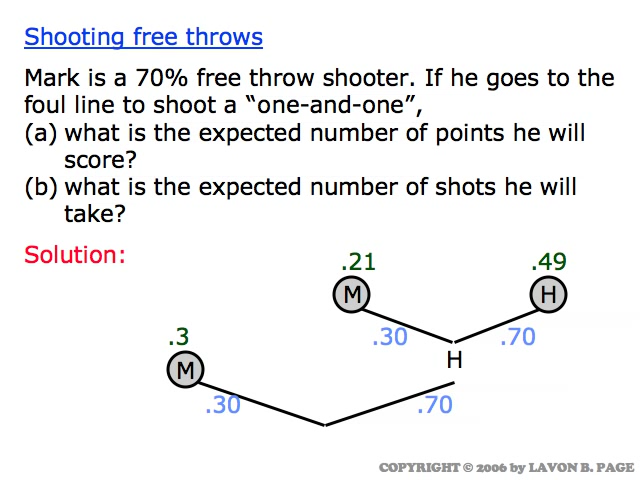 Shooting free throws
Mark is a 70% free throw shooter. If he goes to the
foul line to shoot a “one-and-one”,
(a) what is the expected number of points he will
score?
(b) what is the expected number of shots he will
take?
Solution:
.21 .49
M H
.30 .70
.3 H
M
.30 .70
COPYRIGHT © 2006 by LAVON B. PAGE